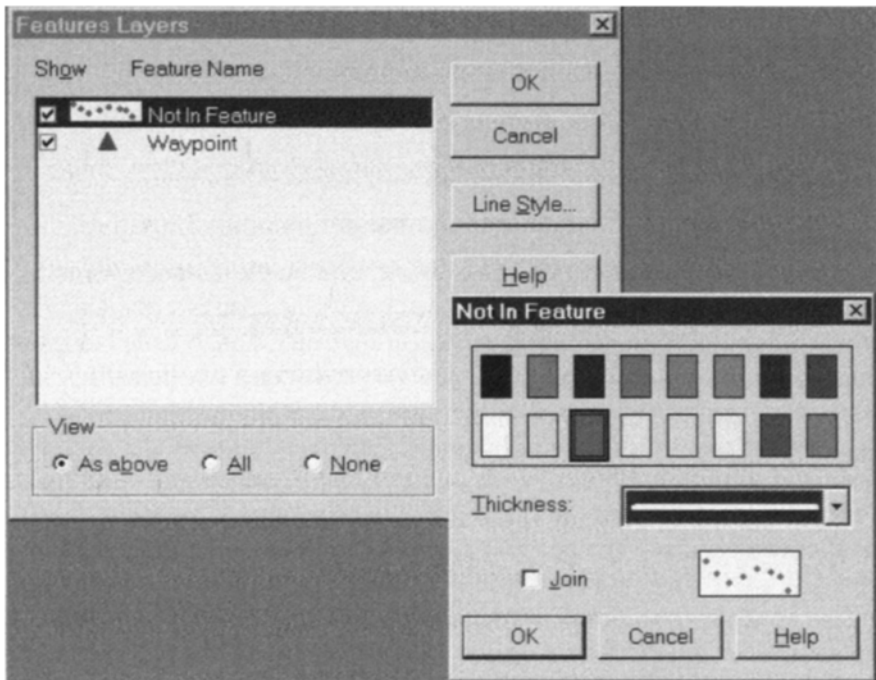 Features Layers
Show Feature Name
Not In Feature
Waypoint
OK
Cancel
Line Style...
Help
View
As above All None
Not In Feature
Thickness:
Join
OK Cancel Help